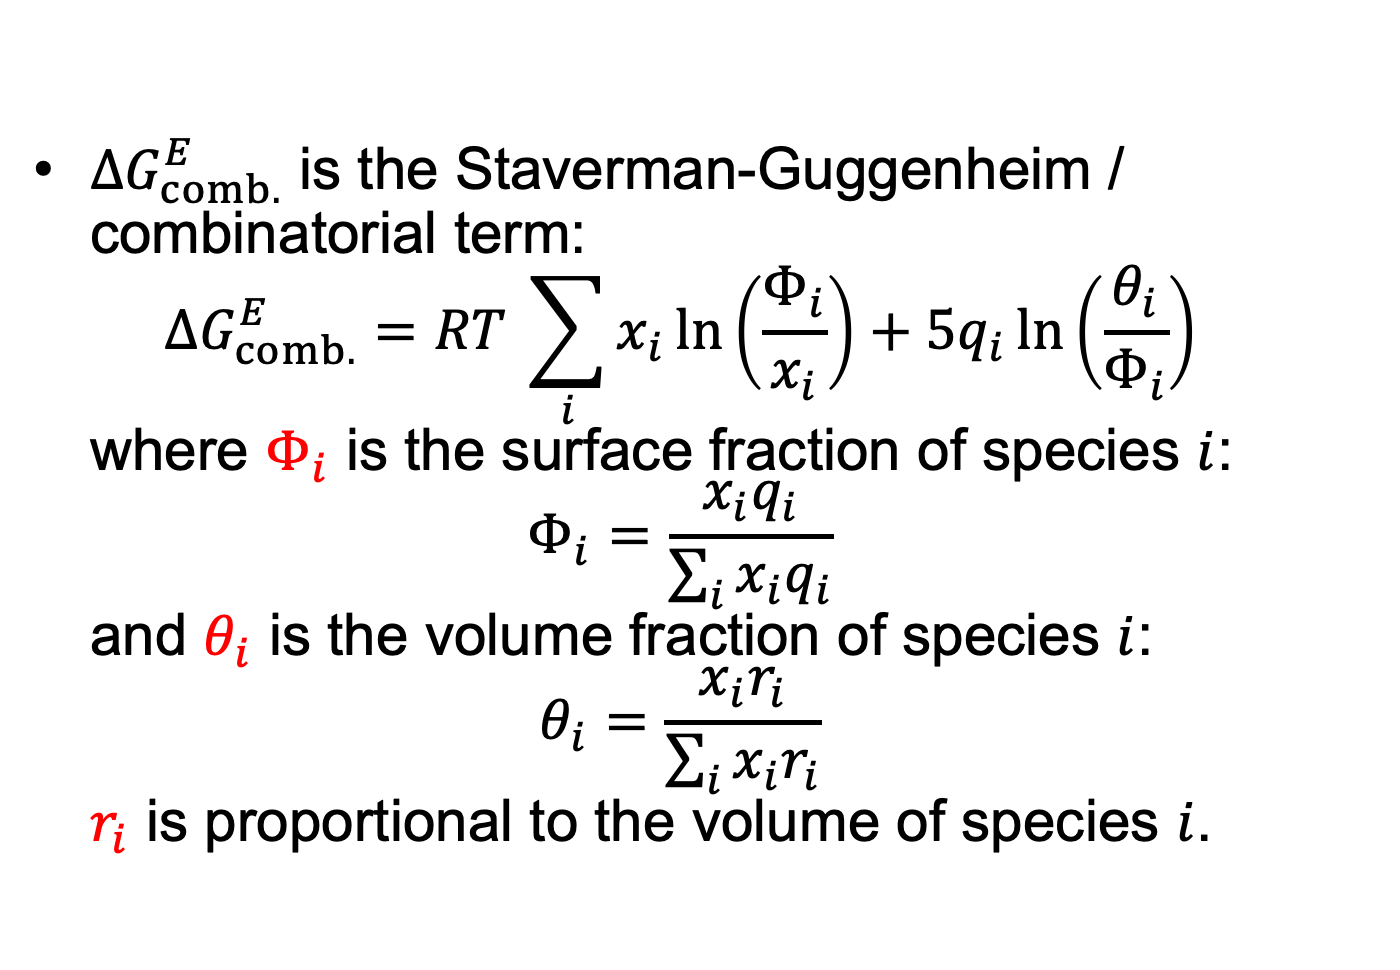 • ΔG^E_comb. is the Staverman-Guggenheim /
combinatorial term:
ΔG^E_comb. = RT ∑_i x_i ln(Φ_i/x_i) + 5q_i ln(θ_i/Φ_i)
where Φ_i is the surface fraction of species i:
Φ_i = x_i q_i / ∑_i x_i q_i
and θ_i is the volume fraction of species i:
θ_i = x_i r_i / ∑_i x_i r_i
r_i is proportional to the volume of species i.